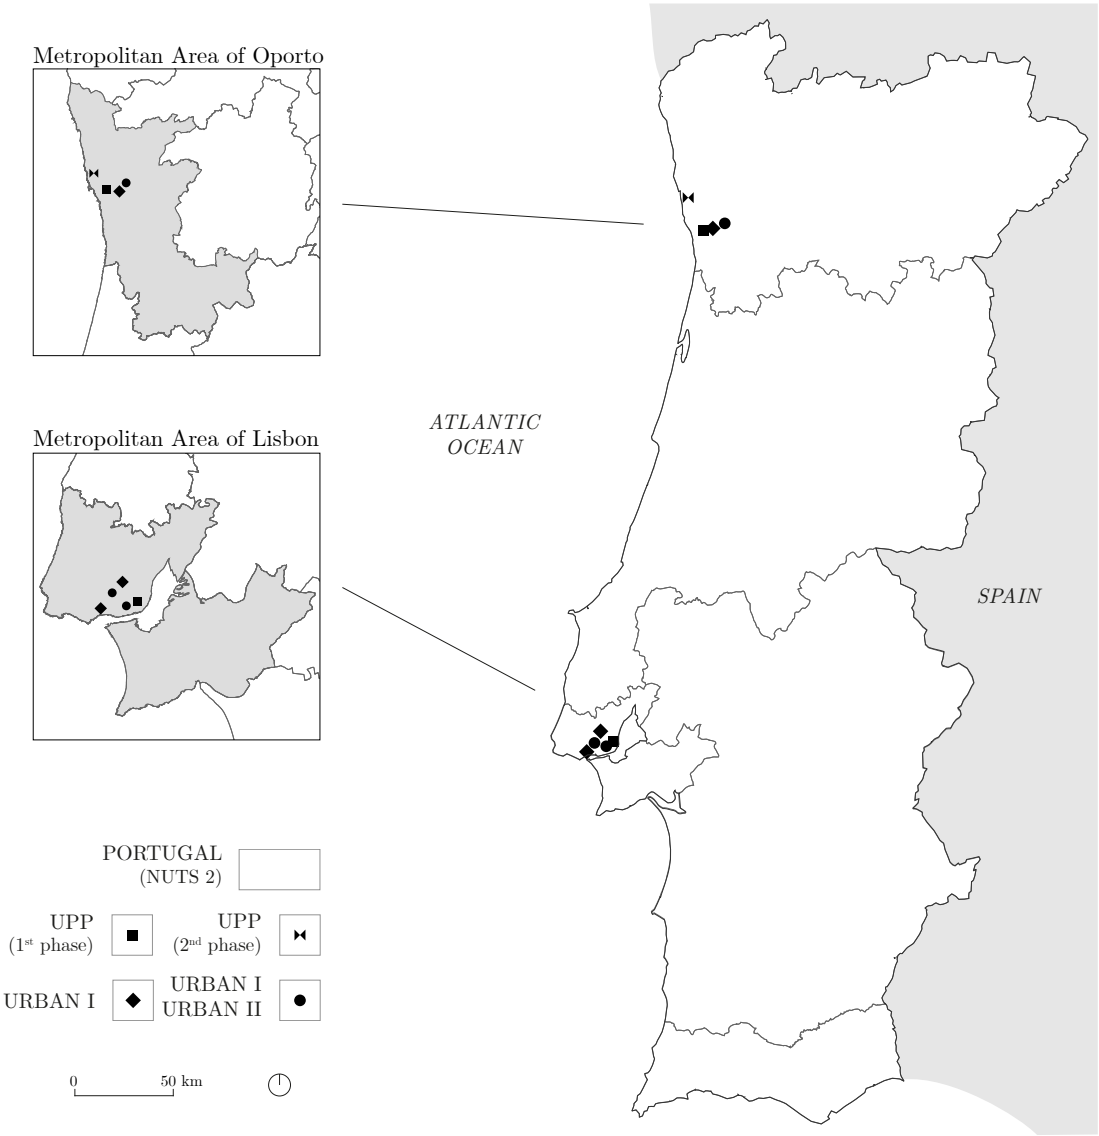 Metropolitan Area of Oporto
ATLANTIC
OCEAN
Metropolitan Area of Lisbon
SPAIN
PORTUGAL
(NUTS 2)
UPP
(1st phase)
UPP
(2nd phase)
URBAN I
URBAN I
URBAN II
0 50 km